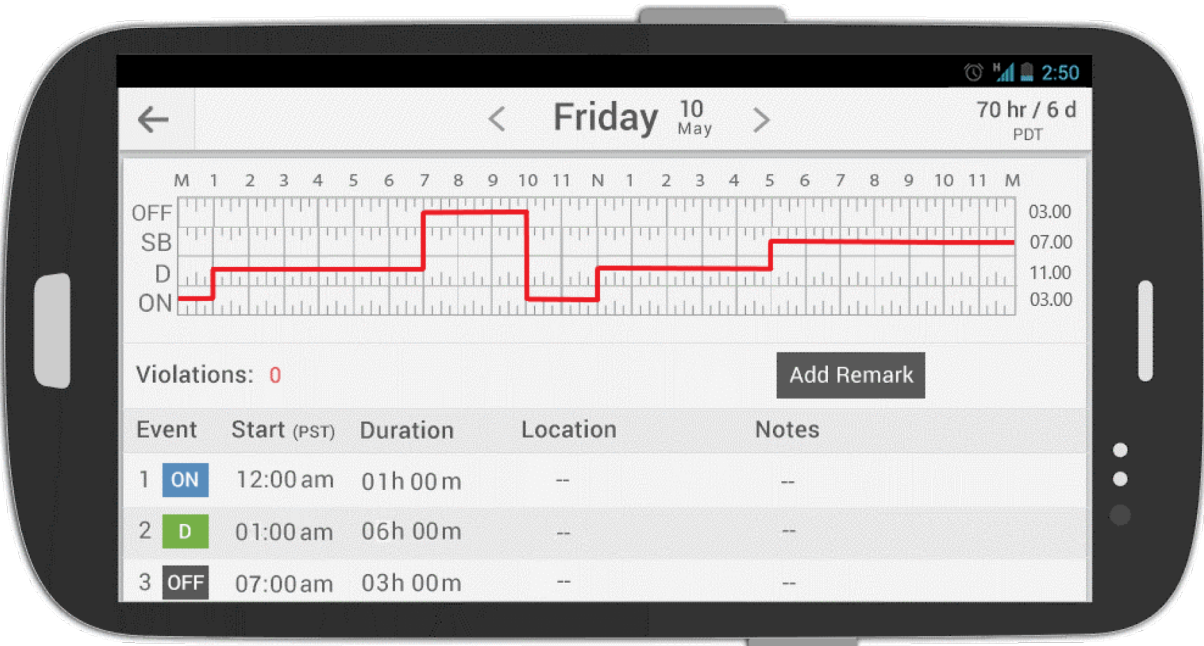 H 2:50
Friday 10 May 70 hr / 6 d PDT
M 1 2 3 4 5 6 7 8 9 10 11 N 1 2 3 4 5 6 7 8 9 10 11 M
OFF 03.00
SB 07.00
D 11.00
ON 03.00
Violations: 0 Add Remark
Event Start (PST) Duration Location Notes
1 ON 12:00 am 01h 00 m -- --
2 D 01:00 am 06h 00 m -- --
3 OFF 07:00 am 03h 00 m -- --